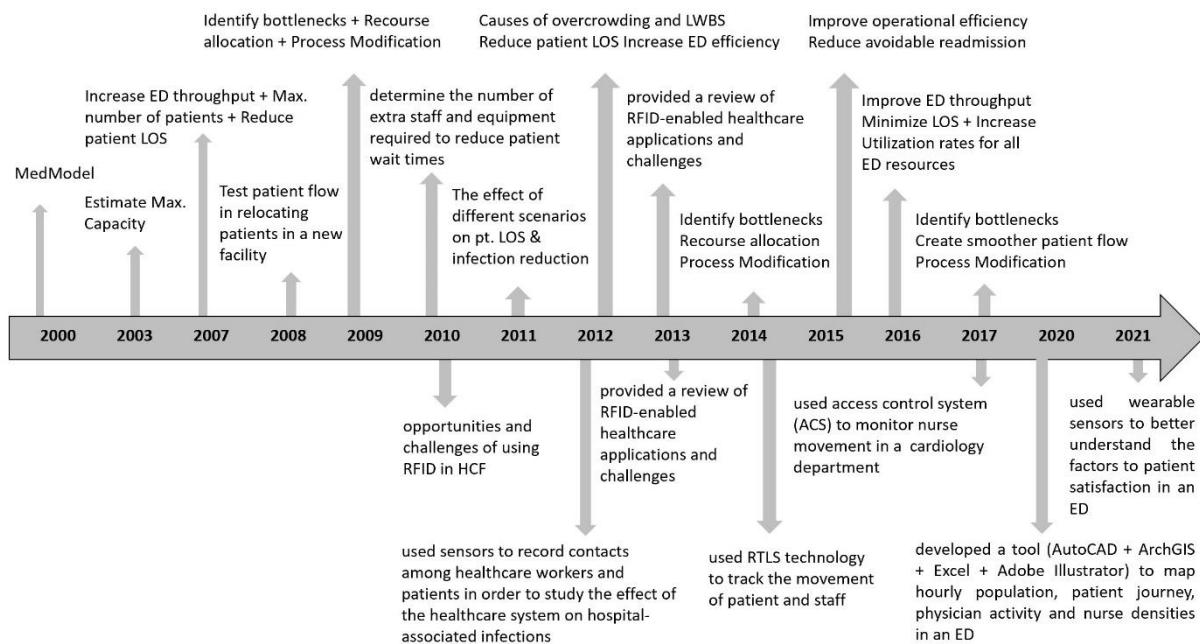 Identify bottlenecks + Recourse
allocation + Process Modification
Causes of overcrowding and LWBS
Reduce patient LOS Increase ED efficiency
Improve operational efficiency
Reduce avoidable readmission
Increase ED throughput + Max.
number of patients + Reduce
patient LOS
determine the number of
extra staff and equipment
required to reduce patient
wait times
provided a review of
RFID-enabled healthcare
applications and
challenges
Improve ED throughput
Minimize LOS + Increase
Utilization rates for all
ED resources
MedModel
Estimate Max.
Capacity
Test patient flow
in relocating
patients in a new
facility
The effect of
different scenarios
on pt. LOS &
infection reduction
Identify bottlenecks
Recourse allocation
Process Modification
Identify bottlenecks
Create smoother patient flow
Process Modification
2000 2003 2007 2008 2009 2010 2011 2012 2013 2014 2015 2016 2017 2020 2021
opportunities and
challenges of using
RFID in HCF
provided a review of
RFID-enabled
healthcare
applications and
challenges
used access control system
(ACS) to monitor nurse
movement in a cardiology
department
used wearable
sensors to better
understand the
factors to patient
satisfaction in an
ED
used sensors to record contacts
among healthcare workers and
patients in order to study the effect of
the healthcare system on hospital-
associated infections
used RTLS technology
to track the movement
of patient and staff
developed a tool (AutoCAD + ArchGIS
+ Excel + Adobe Illustrator) to map
hourly population, patient journey,
physician activity and nurse densities
in an ED